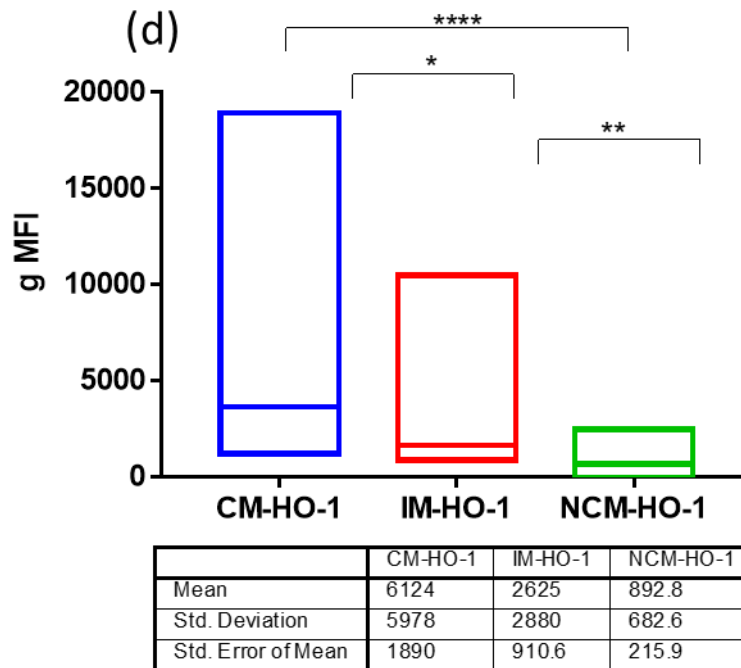 (d)
****
*
**
20000
15000
10000
5000
0
g MFI
CM-HO-1 IM-HO-1 NCM-HO-1
CM-HO-1 IM-HO-1 NCM-HO-1
Mean 6124 2625 892.8
Std. Deviation 5978 2880 682.6
Std. Error of Mean 1890 910.6 215.9